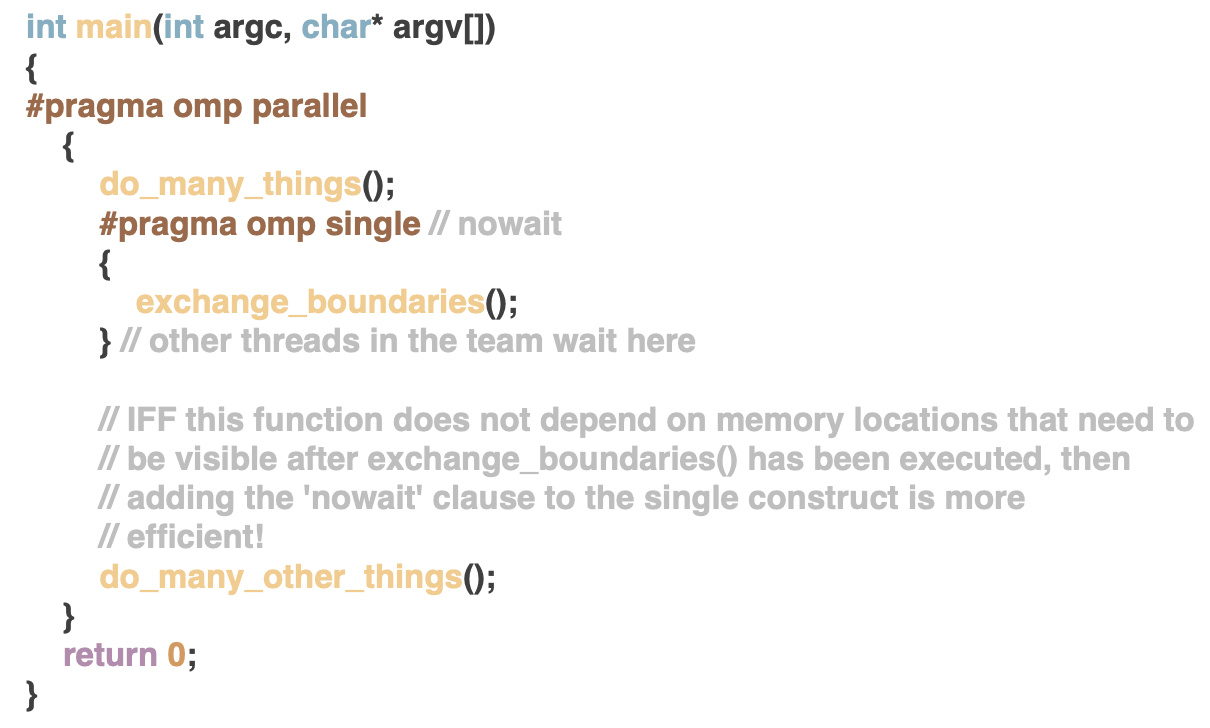 int main(int argc, char* argv[])
{
#pragma omp parallel
{
do_many_things();
#pragma omp single // nowait
{
exchange_boundaries();
} // other threads in the team wait here
// IFF this function does not depend on memory locations that need to
// be visible after exchange_boundaries() has been executed, then
// adding the 'nowait' clause to the single construct is more
// efficient!
do_many_other_things();
}
return 0;
}